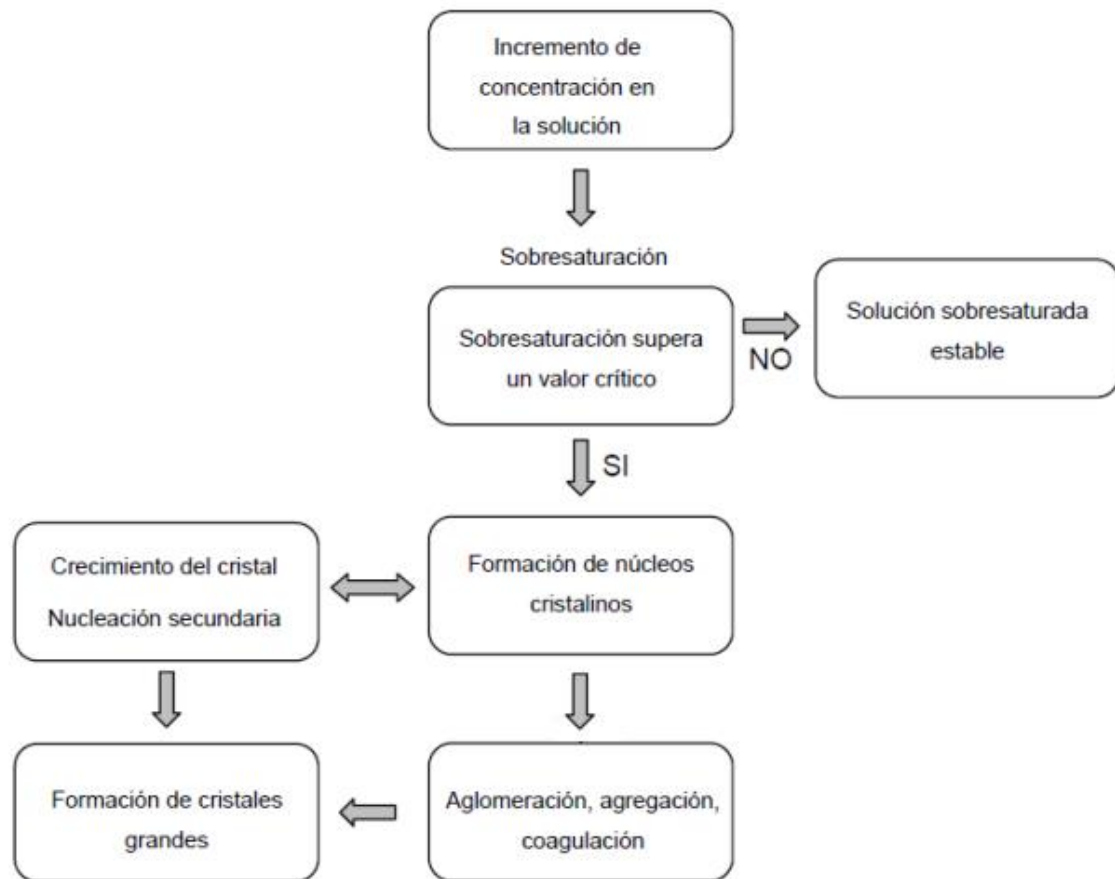 Incremento de
concentración en
la solución
Sobresaturación
Sobresaturación supera
un valor crítico
NO
Solución sobresaturada
estable
SI
Crecimiento del cristal
Nucleación secundaria
Formación de núcleos
cristalinos
Formación de cristales
grandes
Aglomeración, agregación,
coagulación